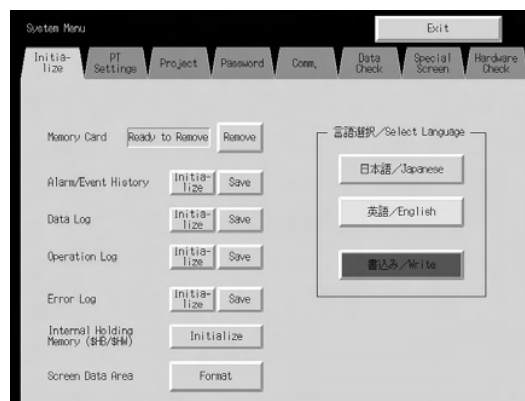 System Menu
Exit
Initia-
lize
PT
Settings
Project
Password
Comm.
Data
Check
Special
Screen
Hardware
Check
Memory Card
Ready to Remove
Remove
Alarm/Event History
Initia-
lize
Save
Data Log
Initia-
lize
Save
Operation Log
Initia-
lize
Save
Error Log
Initia-
lize
Save
Internal Holding
Memory ($HB/$HW)
Initialize
Screen Data Area
Format
言語選択/Select Language
日本語/Japanese
英語/English
書込み/Write